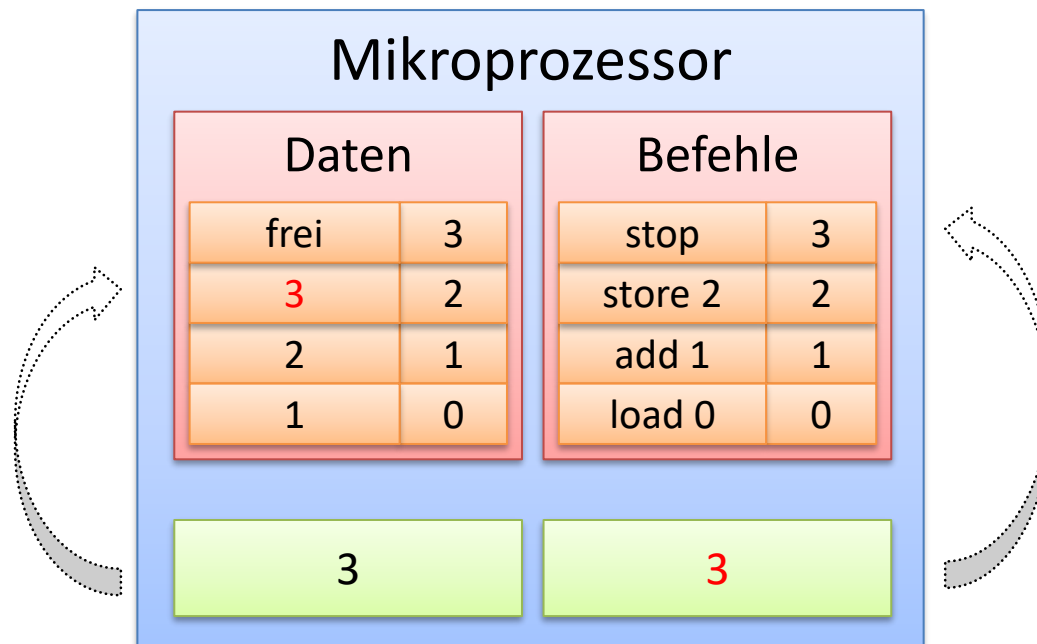 Mikroprozessor
Daten
frei 3
3 2
2 1
1 0
Befehle
stop 3
store 2 2
add 1 1
load 0 0
3
3